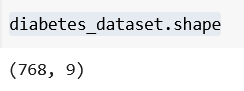 diabetes_dataset.shape
(768, 9)